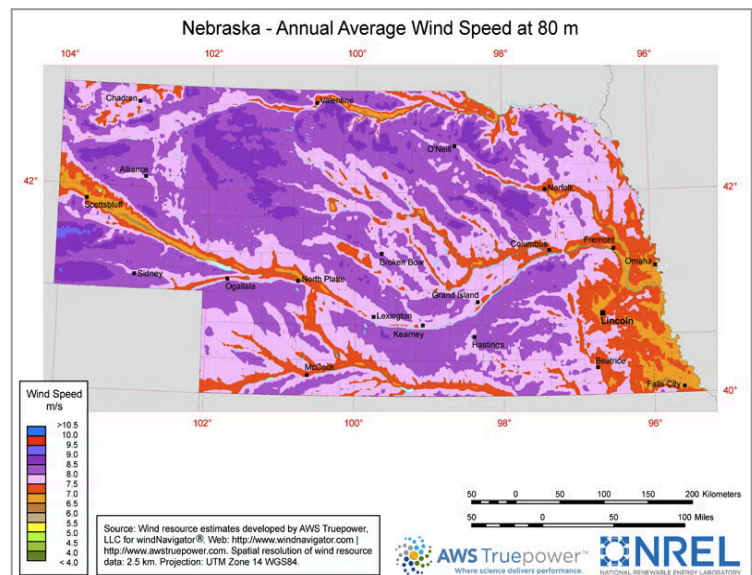 Nebraska - Annual Average Wind Speed at 80 m
104° 102° 100° 98° 96°
Chadron
Valentine
O'Neill
Alliance
42° 42°
Norfolk
Scottsbluff
Columbus
Fremont
Broken Bow
Omaha
Sidney
North Platte
Ogallala
Grand Island
Lexington
Lincoln
Kearney
Hastings
Beatrice
McCook
Falls City
40°
102° 100° 98° 96°
Wind Speed
m/s
>10.5
10.0
9.5
9.0
8.5
8.0
7.5
7.0
6.5
6.0
5.5
5.0
4.5
4.0
< 4.0
Source: Wind resource estimates developed by AWS Truepower,
LLC for windNavigator®. Web: http://www.windnavigator.com |
http://www.awstruepower.com. Spatial resolution of wind resource
data: 2.5 km. Projection: UTM Zone 14 WGS84.
50 0 50 100 150 200 Kilometers
50 0 50 100 Miles
AWS Truepower™
Where science delivers performance.
NREL
NATIONAL RENEWABLE ENERGY LABORATORY